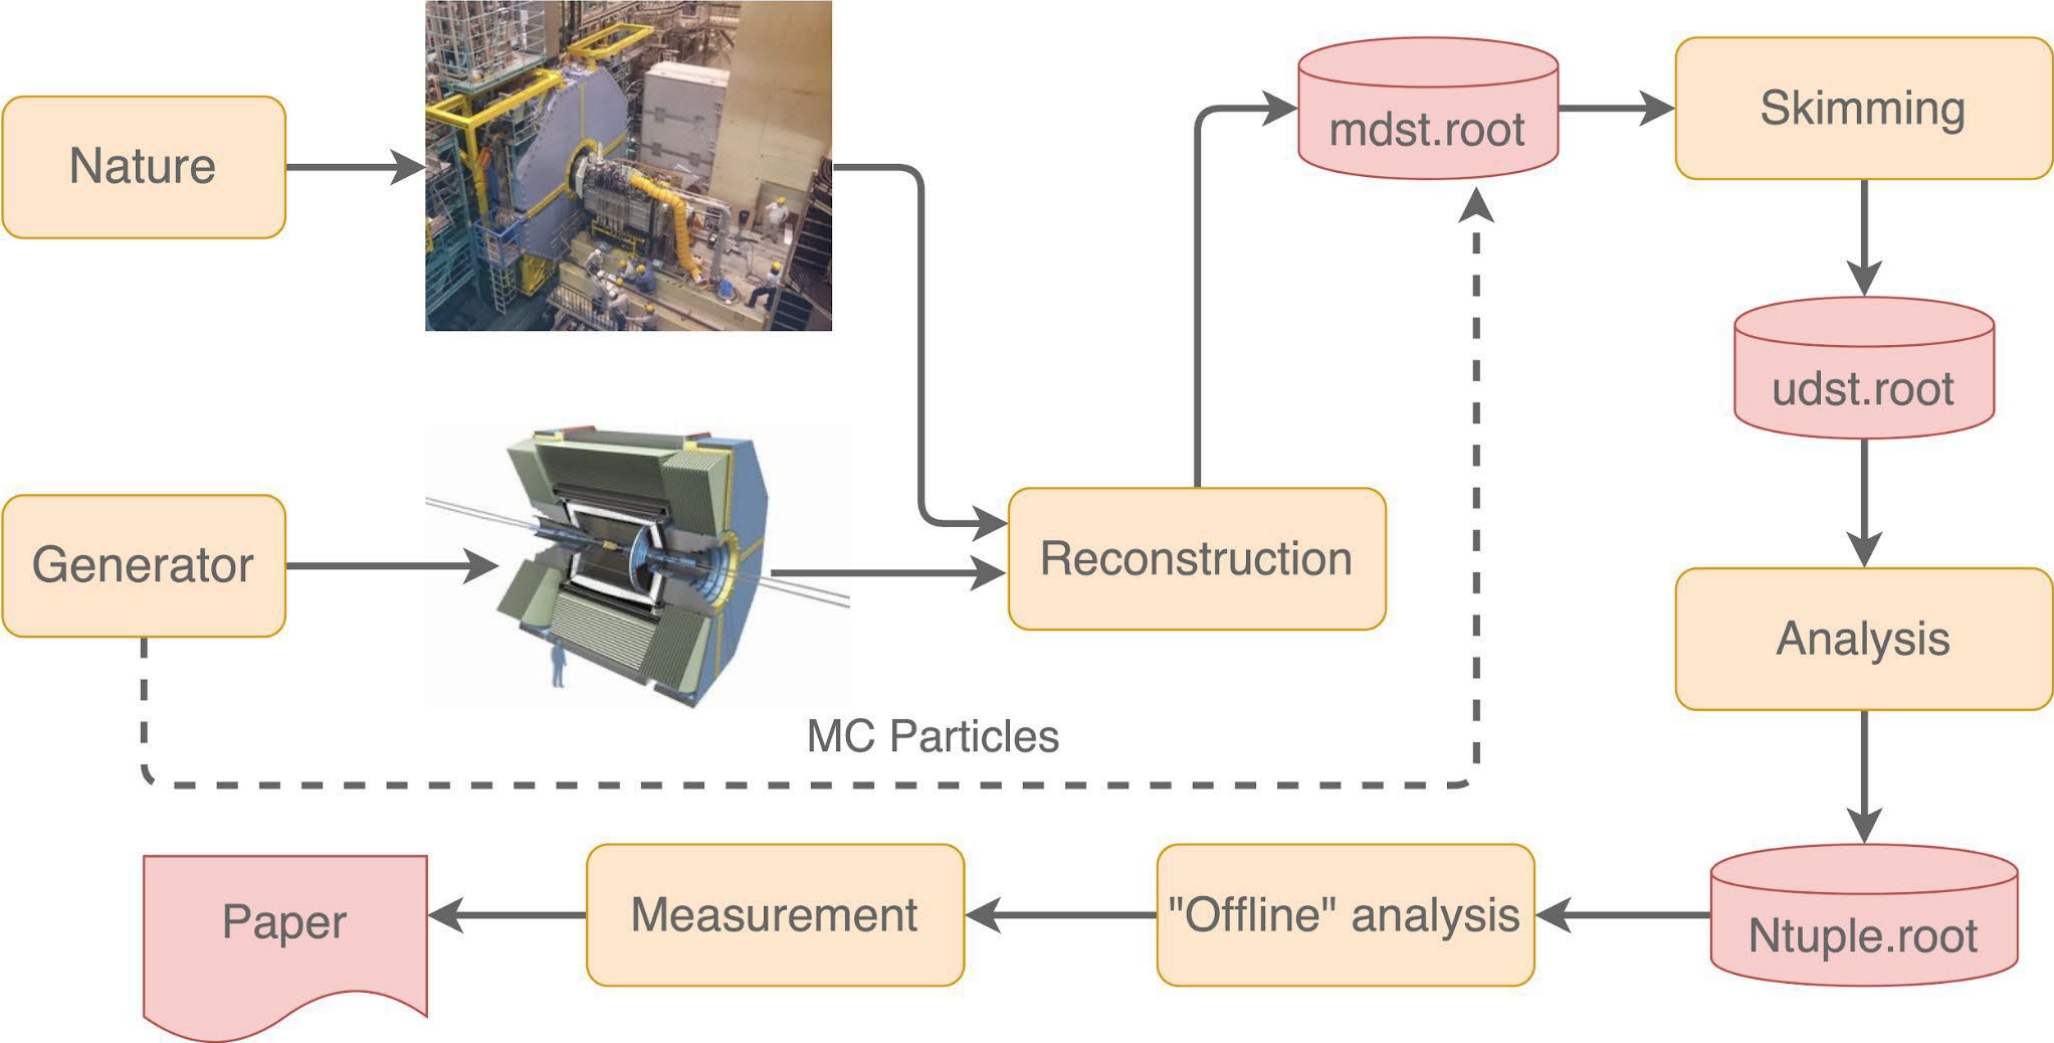 Nature
mdst.root
Skimming
udst.root
Generator
Reconstruction
Analysis
MC Particles
Paper
Measurement
"Offline" analysis
Ntuple.root